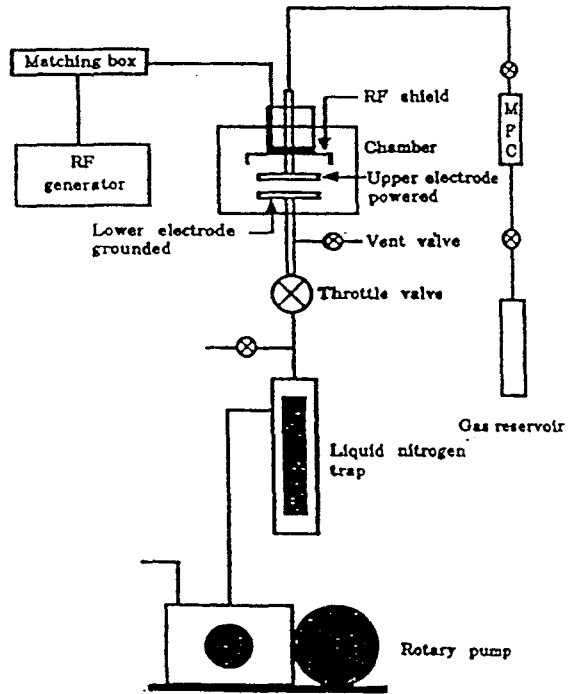 Matching box
RF
generator
RF shield
Chamber
Upper electrode
powered
Lower electrode
grounded
Vent valve
Throttle valve
M
F
C
Gas reservoir
Liquid nitrogen
trap
Rotary pump